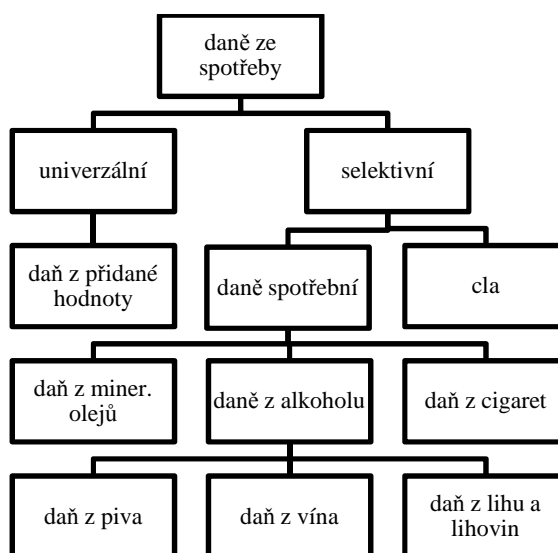 daně ze
spotřeby
univerzální
selektivní
daň z přidané
hodnoty
daně spotřební
cla
daň z miner.
olejů
daně z alkoholu
daň z cigaret
daň z piva
daň z vína
daň z lihu a
lihovin